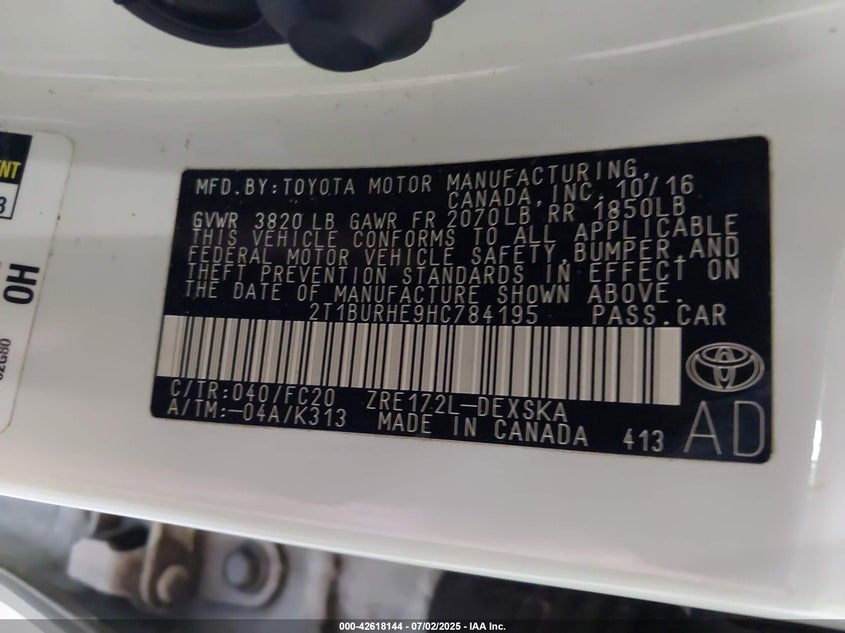 MFD.BY:TOYOTA MOTOR MANUFACTURING,
CANADA,INC. 10/16
GVWR 3820 LB GAWR FR 2070LB RR 1850LB
THIS VEHICLE CONFORMS TO ALL APPLICABLE
FEDERAL MOTOR VEHICLE SAFETY,BUMPER,AND
THEFT PREVENTION STANDARDS IN EFFECT ON
THE DATE OF MANUFACTURE SHOWN ABOVE.
2T1BURHE9HC784195 PASS.CAR
C/TR:040/FC20 ZRE172L-DEXSKA
A/TM:-04A/K313 MADE IN CANADA 413
AD
HO
000-42618144 - 07/02/2025 - IAA Inc.